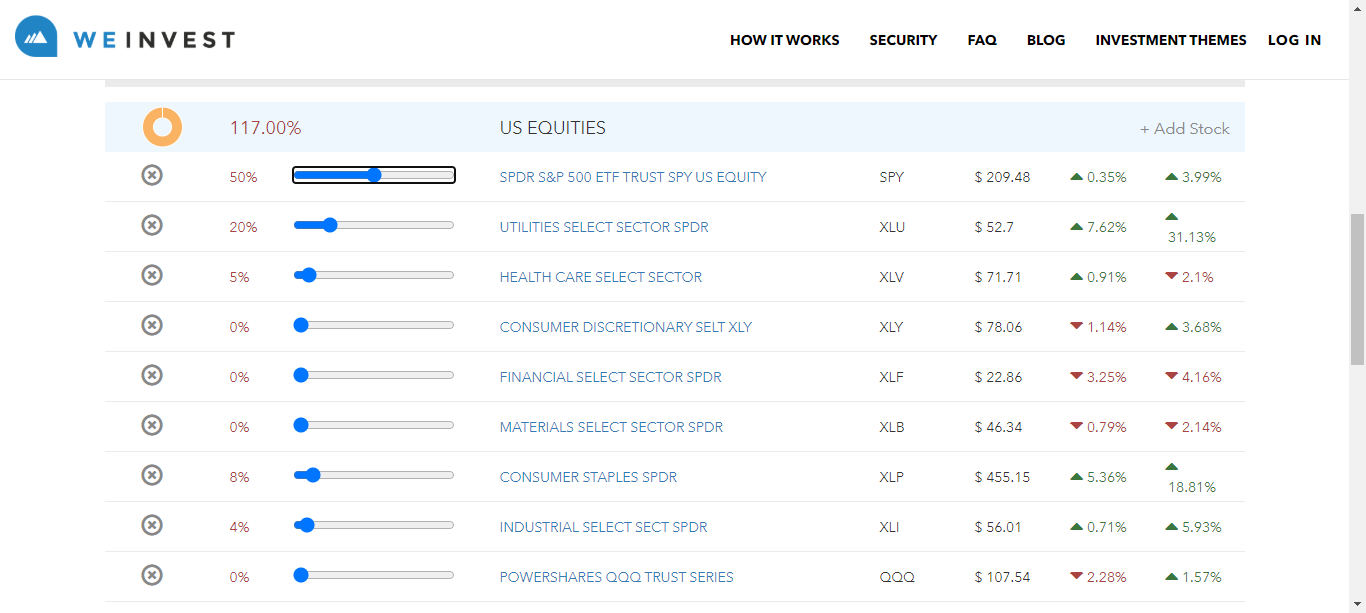 WEINVEST
HOW IT WORKS SECURITY FAQ BLOG INVESTMENT THEMES LOG IN
117.00% US EQUITIES + Add Stock
50% SPDR S&P 500 ETF TRUST SPY US EQUITY SPY $ 209.48 0.35% 3.99%
20% UTILITIES SELECT SECTOR SPDR XLU $ 52.7 7.62% 31.13%
5% HEALTH CARE SELECT SECTOR XLV $ 71.71 0.91% 2.1%
0% CONSUMER DISCRETIONARY SELT XLY XLY $ 78.06 1.14% 3.68%
0% FINANCIAL SELECT SECTOR SPDR XLF $ 22.86 3.25% 4.16%
0% MATERIALS SELECT SECTOR SPDR XLB $ 46.34 0.79% 2.14%
8% CONSUMER STAPLES SPDR XLP $ 455.15 5.36% 18.81%
4% INDUSTRIAL SELECT SECT SPDR XLI $ 56.01 0.71% 5.93%
0% POWERSHARES QQQ TRUST SERIES QQQ $ 107.54 2.28% 1.57%